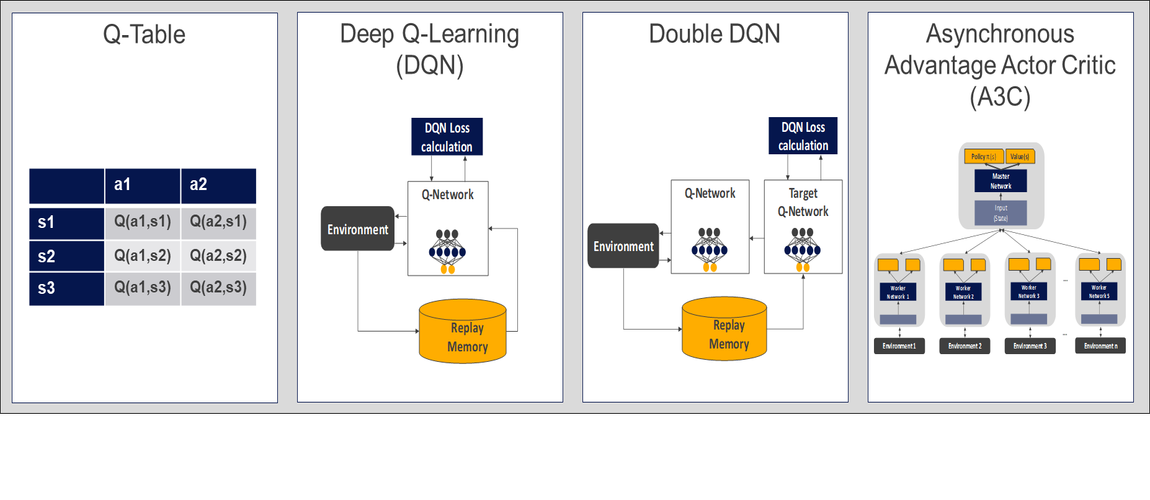 Q-Table
a1 a2
s1 Q(a1,s1) Q(a2,s1)
s2 Q(a1,s2) Q(a2,s2)
s3 Q(a1,s3) Q(a2,s3)
Deep Q-Learning
(DQN)
DQN Loss
calculation
Q-Network
Environment
Replay
Memory
Double DQN
DQN Loss
calculation
Q-Network
Target
Q-Network
Environment
Replay
Memory
Asynchronous
Advantage Actor Critic
(A3C)
Policy π(s) Value(s)
Master
Network
Input
(State)
Worker
Network 1
Worker
Network 2
Worker
Network 3
...
Worker
Network 5
Environment 1
Environment 2
Environment 3
...
Environment n